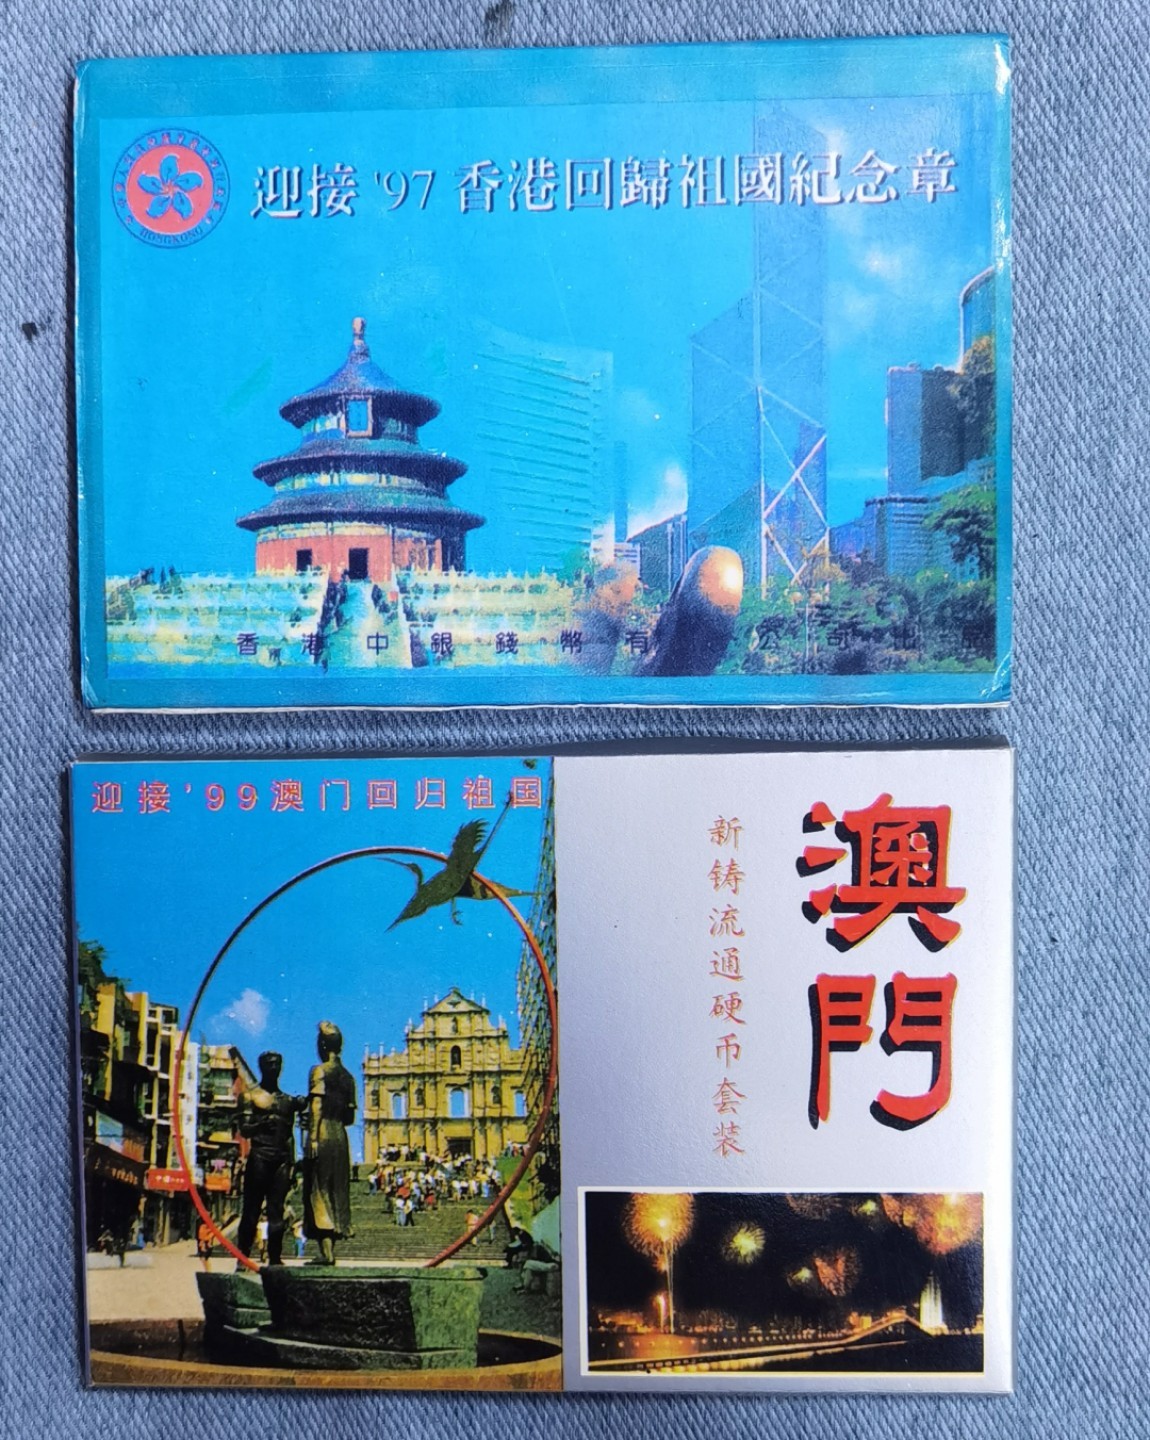 迎接 '97 香港回歸祖國紀念章
HONGKONG
香港中銀錢幣有 公司出
迎接'99澳门回归祖国
澳門
新铸流通硬币套装